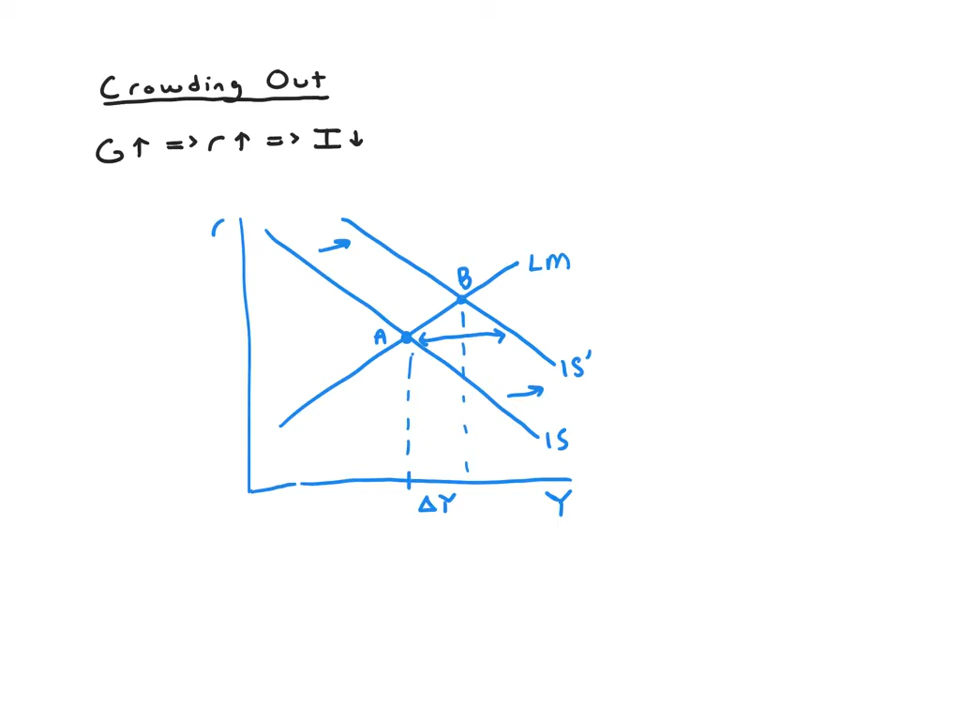 Crowding Out
G↑ => r↑ => I↓
r
LM
B
A
IS'
IS
ΔY
Y